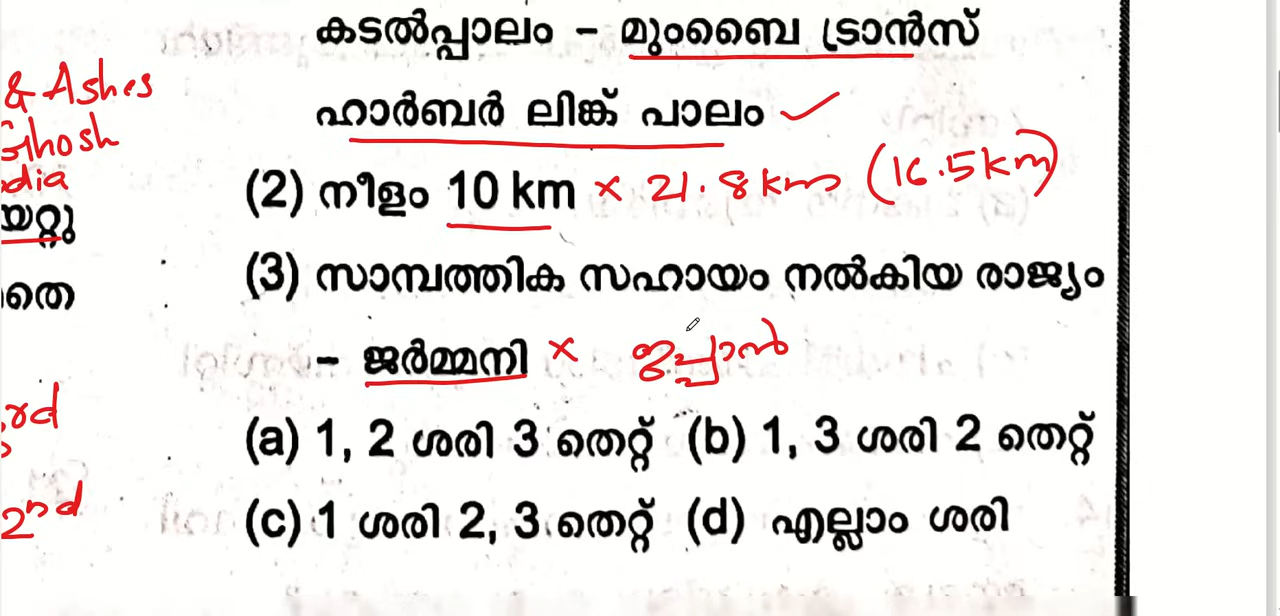 കടൽപ്പാലം – മുംബൈ ട്രാൻസ്
& Ashes
ഹാർബർ ലിങ്ക് പാലം ✓
Ghosh
(2) നീളം 10 km × 21.8 km (16.5 km)
യറ്റു
(3) സാമ്പത്തിക സഹായം നൽകിയ രാജ്യം
തെ
– ജർമ്മനി × ജപ്പാൻ
(a) 1, 2 ശരി 3 തെറ്റ് (b) 1, 3 ശരി 2 തെറ്റ്
2nd
(c) 1 ശരി 2, 3 തെറ്റ് (d) എല്ലാം ശരി